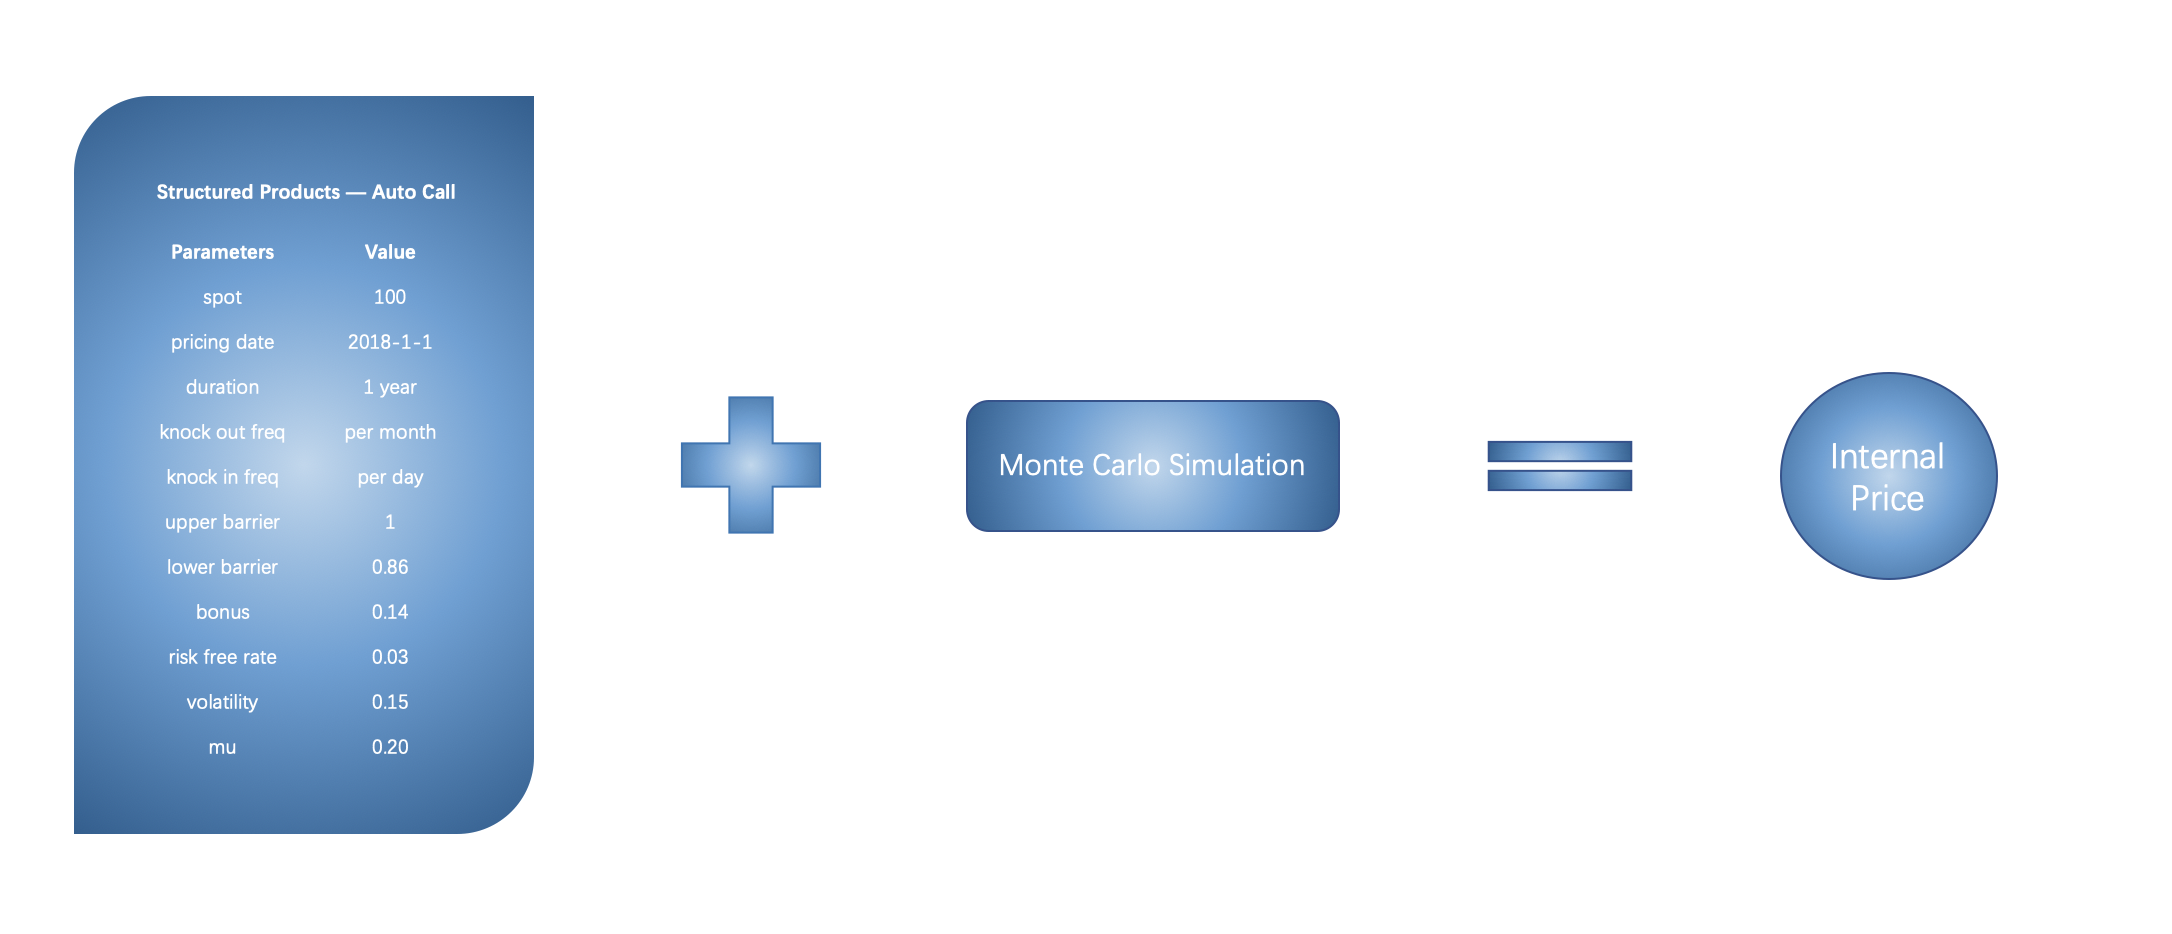 Structured Products — Auto Call
Parameters Value
spot 100
pricing date 2018-1-1
duration 1 year
knock out freq per month
knock in freq per day
upper barrier 1
lower barrier 0.86
bonus 0.14
risk free rate 0.03
volatility 0.15
mu 0.20
Monte Carlo Simulation
Internal
Price